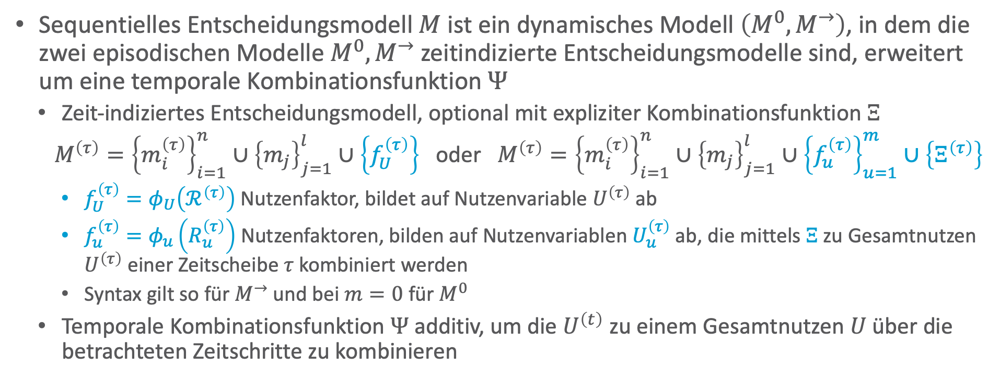 • Sequentielles Entscheidungsmodell 𝑀 ist ein dynamisches Modell (𝑀⁰, 𝑀^→), in dem die
zwei episodischen Modelle 𝑀⁰, 𝑀^→ zeitindizierte Entscheidungsmodelle sind, erweitert
um eine temporale Kombinationsfunktion Ψ
• Zeit-indiziertes Entscheidungsmodell, optional mit expliziter Kombinationsfunktion Ξ
𝑀^(τ) = {𝑚_i^(τ)}_{i=1}^n ∪ {𝑚_j}_{j=1}^l ∪ {𝑓_U^(τ)} oder 𝑀^(τ) = {𝑚_i^(τ)}_{i=1}^n ∪ {𝑚_j}_{j=1}^l ∪ {𝑓_u^(τ)}_{u=1}^m ∪ {Ξ^(τ)}
• 𝑓_U^(τ) = ϕ_U(ℛ^(τ)) Nutzenfaktor, bildet auf Nutzenvariable 𝑈^(τ) ab
• 𝑓_u^(τ) = ϕ_u(𝑅_u^(τ)) Nutzenfaktoren, bilden auf Nutzenvariablen 𝑈_u^(τ) ab, die mittels Ξ zu Gesamtnutzen
𝑈^(τ) einer Zeitscheibe τ kombiniert werden
• Syntax gilt so für 𝑀^→ und bei 𝑚 = 0 für 𝑀⁰
• Temporale Kombinationsfunktion Ψ additiv, um die 𝑈^(t) zu einem Gesamtnutzen 𝑈 über die
betrachteten Zeitschritte zu kombinieren